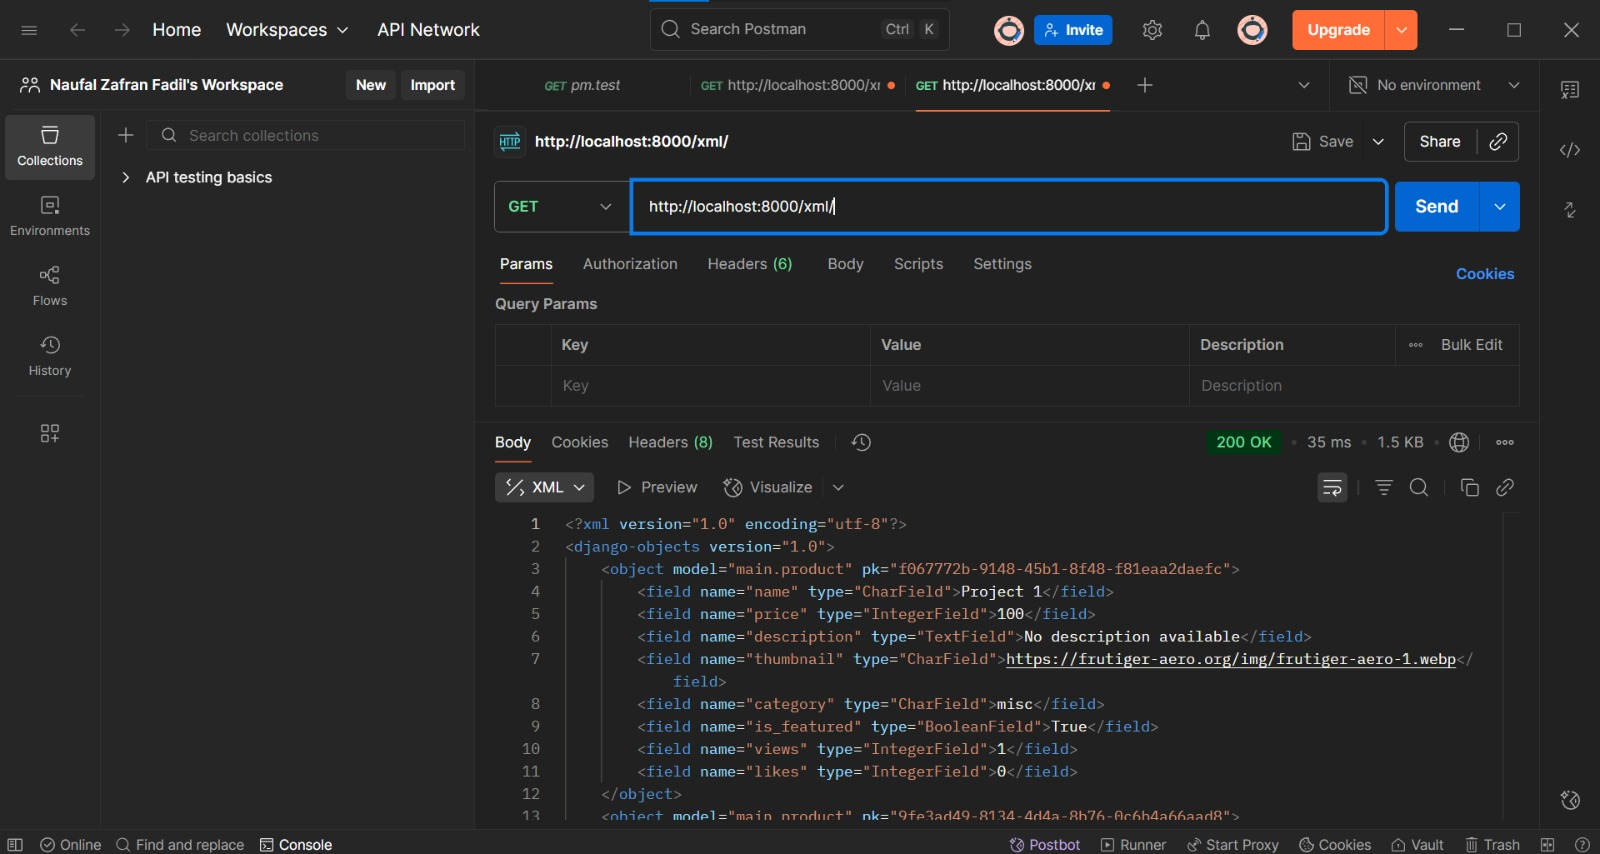 Home Workspaces API Network Search Postman Ctrl K Invite Upgrade
Naufal Zafran Fadil's Workspace New Import GET pm.test GET http://localhost:8000/xr GET http://localhost:8000/xr No environment
Collections
Environments
Flows
History
Search collections
API testing basics
HTTP http://localhost:8000/xml/ Save Share
GET http://localhost:8000/xml/ Send
Params Authorization Headers (6) Body Scripts Settings Cookies
Query Params
Key Value Description Bulk Edit
Key Value Description
Body Cookies Headers (8) Test Results 200 OK • 35 ms • 1.5 KB
XML Preview Visualize
1 <?xml version="1.0" encoding="utf-8"?>
2 <django-objects version="1.0">
3 <object model="main.product" pk="f067772b-9148-45b1-8f48-f81eaa2daefc">
4 <field name="name" type="CharField">Project 1</field>
5 <field name="price" type="IntegerField">100</field>
6 <field name="description" type="TextField">No description available</field>
7 <field name="thumbnail" type="CharField">https://frutiger-aero.org/img/frutiger-aero-1.webp</
field>
8 <field name="category" type="CharField">misc</field>
9 <field name="is_featured" type="BooleanField">True</field>
10 <field name="views" type="IntegerField">1</field>
11 <field name="likes" type="IntegerField">0</field>
12 </object>
13 <object model="main.product" pk="9fe3ad49-8134-4d4a-8b76-0c6b4a66aad8">
Online Find and replace Console Postbot Runner Start Proxy Cookies Vault Trash